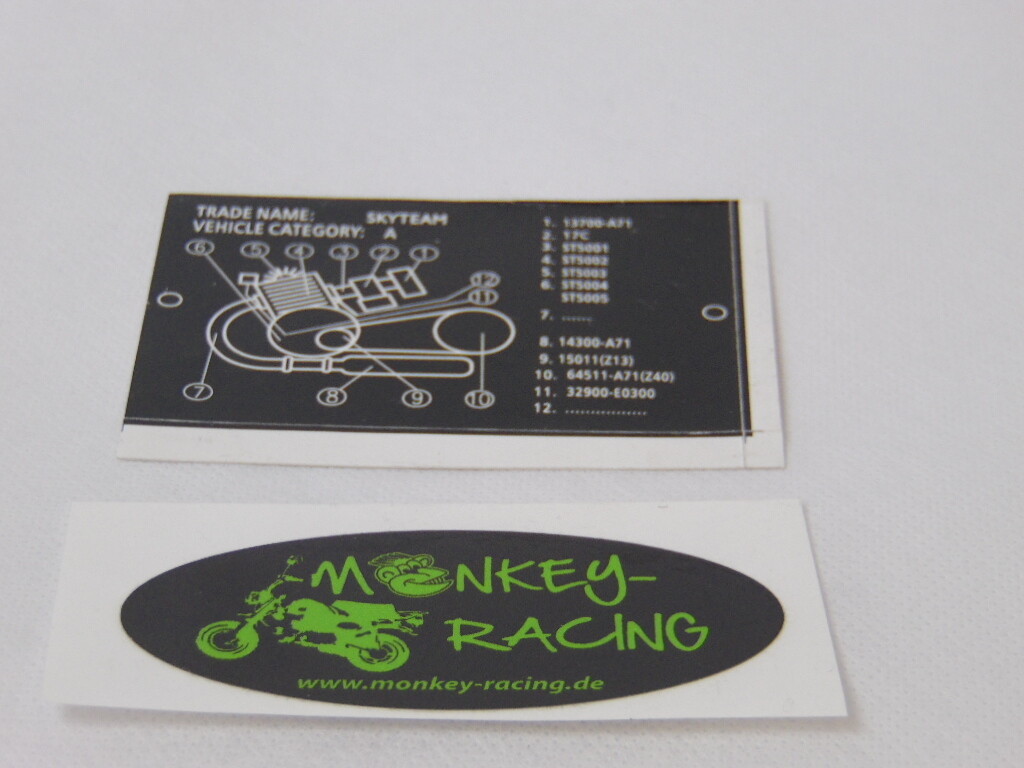 TRADE NAME: SKYTEAM
VEHICLE CATEGORY: A
6 5 4 3 2 1
12
11
7 8 9 10
1. 13700-A71
2. 17C
3. ST5001
4. ST5002
5. ST5003
6. ST5004
ST5005
7. ......
8. 14300-A71
9. 15011(Z13)
10. 64511-A71(Z40)
11. 32900-E0300
12. ................
MONKEY-
RACING
www.monkey-racing.de